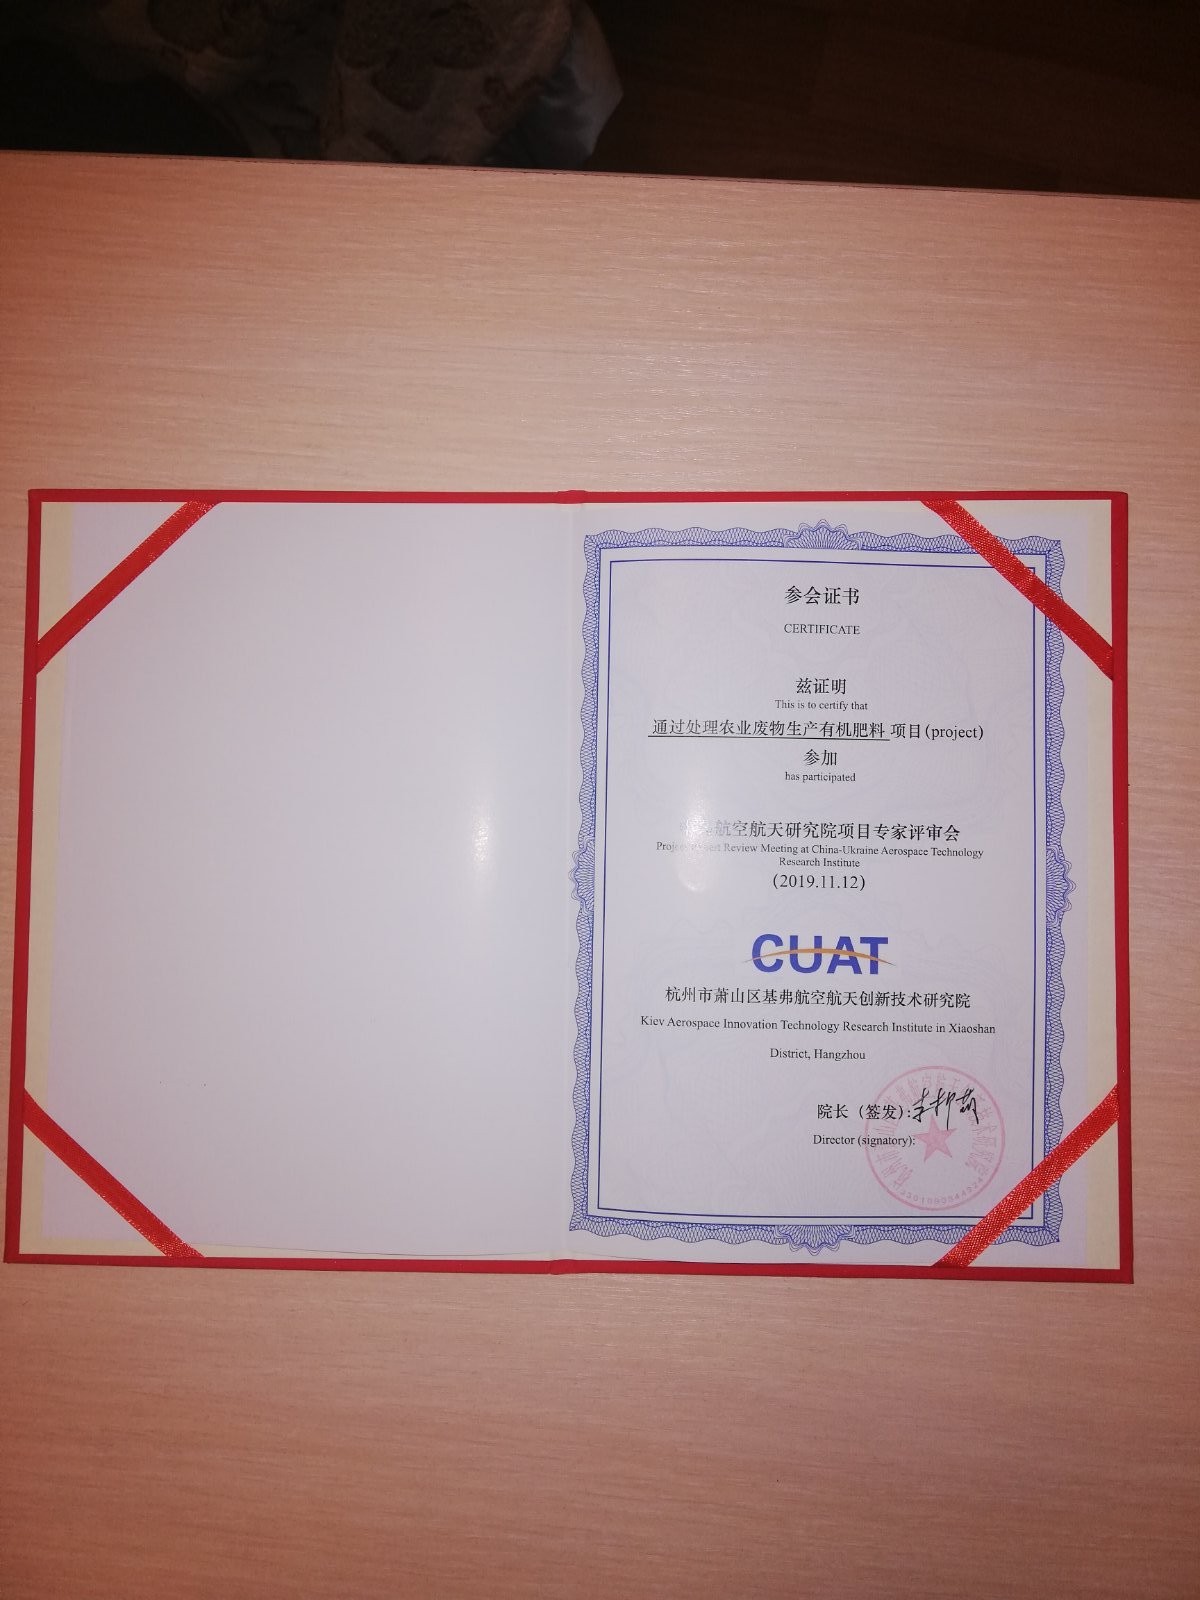 参会证书
CERTIFICATE
兹证明
This is to certify that
通过处理农业废物生产有机肥料 项目(project)
参加
has participated
航空航天研究院项目专家评审会
Review Meeting at China-Ukraine Aerospace Technology
Research Institute
(2019.11.12)
CUAT
杭州市萧山区基弗航空航天创新技术研究院
Kiev Aerospace Innovation Technology Research Institute in Xiaoshan
District, Hangzhou
院长（签发）:
Director (signatory):